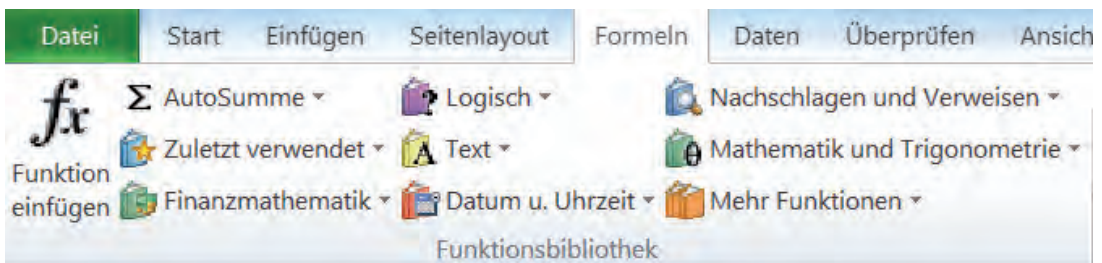 Datei Start Einfügen Seitenlayout Formeln Daten Überprüfen Ansich
fx Σ AutoSumme Logisch Nachschlagen und Verweisen
Zuletzt verwendet A Text θ Mathematik und Trigonometrie
Funktion
einfügen Finanzmathematik Datum u. Uhrzeit Mehr Funktionen
Funktionsbibliothek